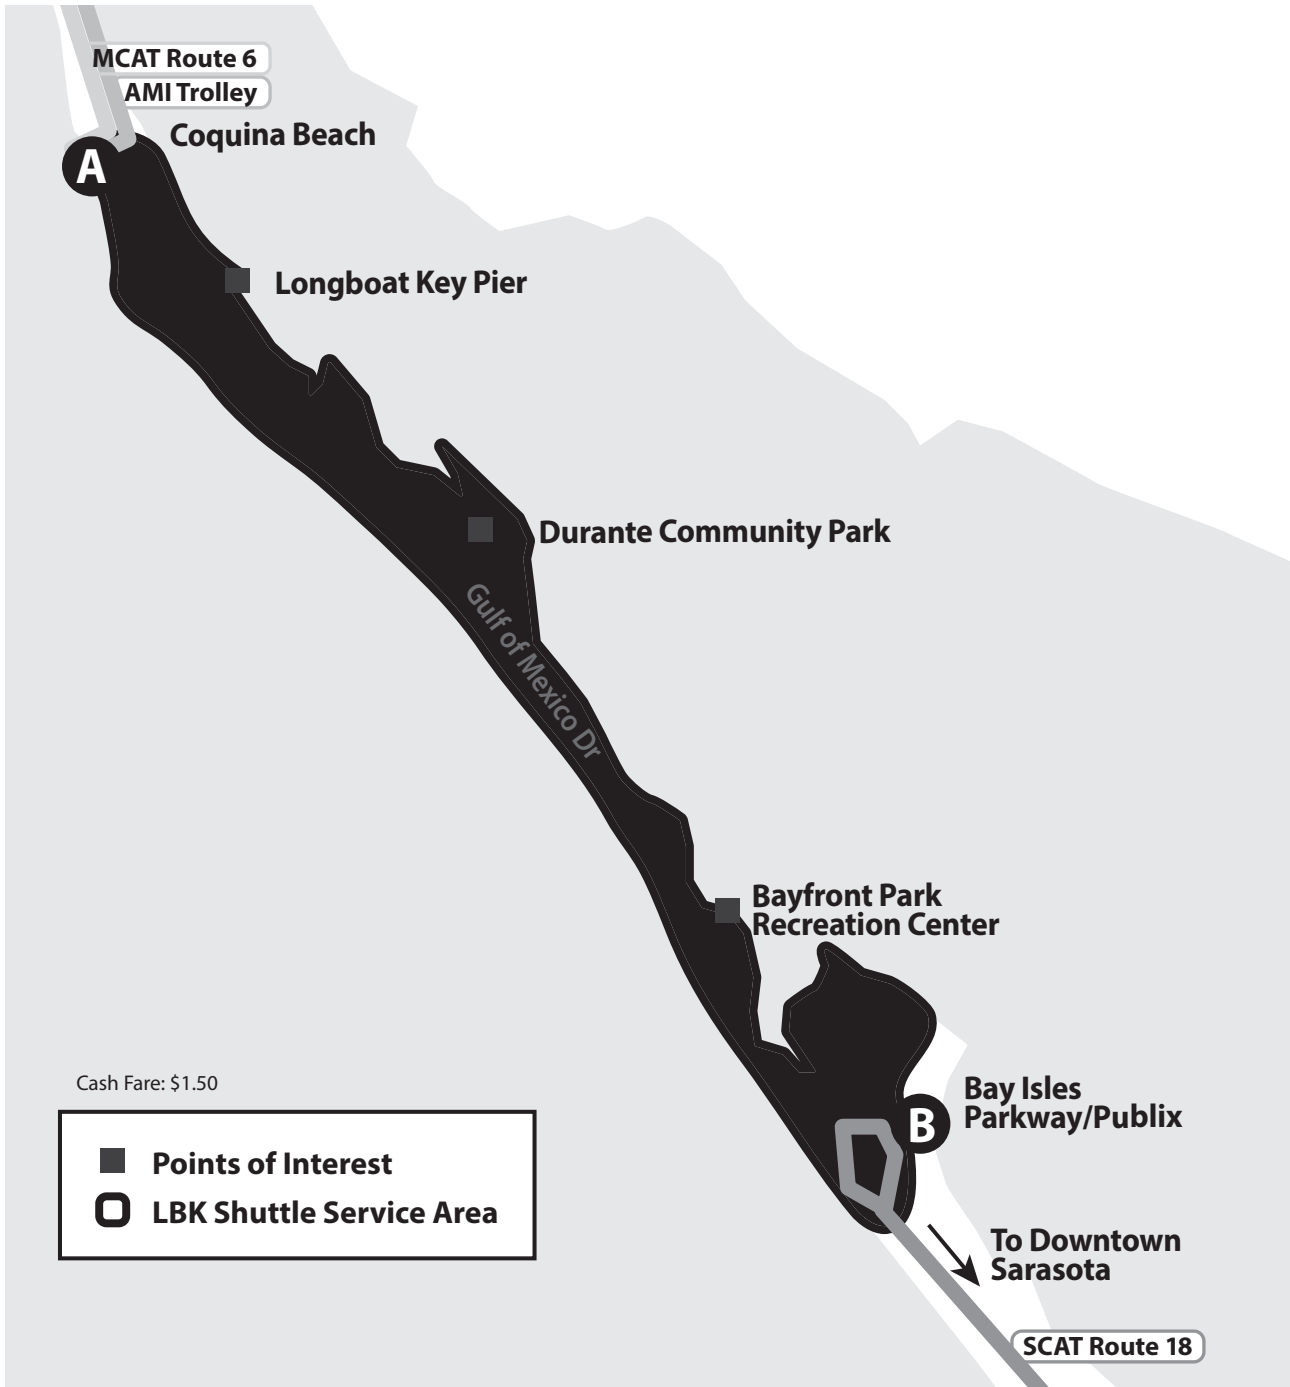 MCAT Route 6
AMI Trolley
Coquina Beach
A
Longboat Key Pier
Durante Community Park
Gulf of Mexico Dr
Bayfront Park
Recreation Center
Bay Isles
Parkway/Publix
B
Cash Fare: $1.50
Points of Interest
LBK Shuttle Service Area
To Downtown
Sarasota
SCAT Route 18